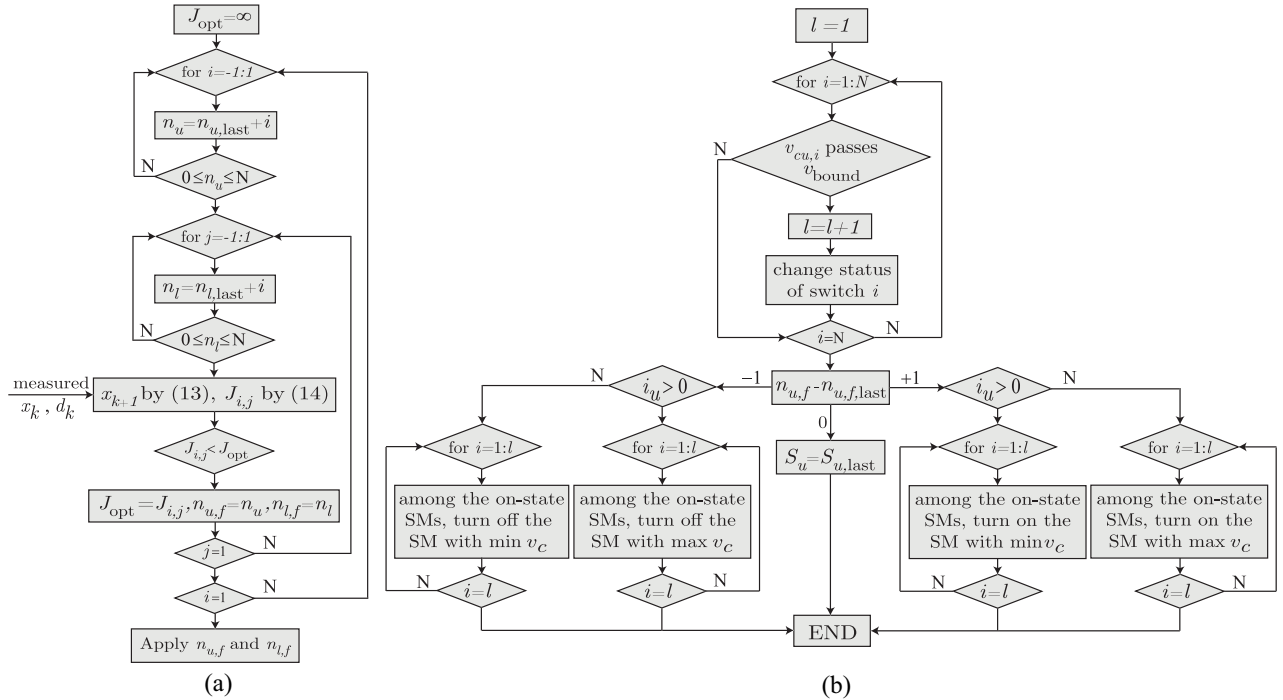 J_opt=∞
for i=-1:1
n_u=n_u,last+i
N
0≤n_u≤N
for j=-1:1
n_l=n_l,last+i
N
0≤n_l≤N
measured
x_k , d_k
x_k+1 by (13), J_i,j by (14)
J_i,j<J_opt
J_opt=J_i,j,n_u,f=n_u,n_l,f=n_l
j=1
N
i=1
N
Apply n_u,f and n_l,f
(a)
l=1
for i=1:N
N
v_cu,i passes
v_bound
l=l+1
change status
of switch i
i=N
N
N
i_u>0
−1
n_u,f-n_u,f,last
+1
i_u>0
N
0
for i=1:l
for i=1:l
S_u=S_u,last
for i=1:l
for i=1:l
among the on-state
SMs, turn off the
SM with min v_c
among the on-state
SMs, turn off the
SM with max v_c
among the on-state
SMs, turn on the
SM with min v_c
among the on-state
SMs, turn on the
SM with max v_c
N
i=l
i=l
N
N
i=l
i=l
N
END
(b)